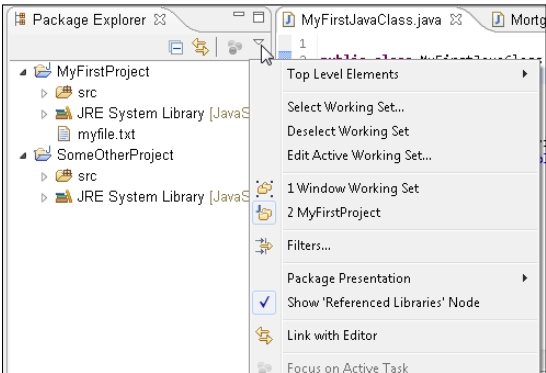 Package Explorer
MyFirstJavaClass.java
1
MyFirstProject
src
JRE System Library [JavaS
myfile.txt
SomeOtherProject
src
JRE System Library [JavaS
Top Level Elements
Select Working Set...
Deselect Working Set
Edit Active Working Set...
1 Window Working Set
2 MyFirstProject
Filters...
Package Presentation
Show 'Referenced Libraries' Node
Link with Editor
Focus on Active Task